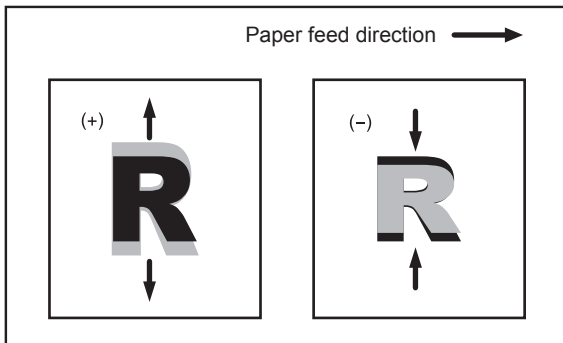 Paper feed direction
(+)
(−)
R
R